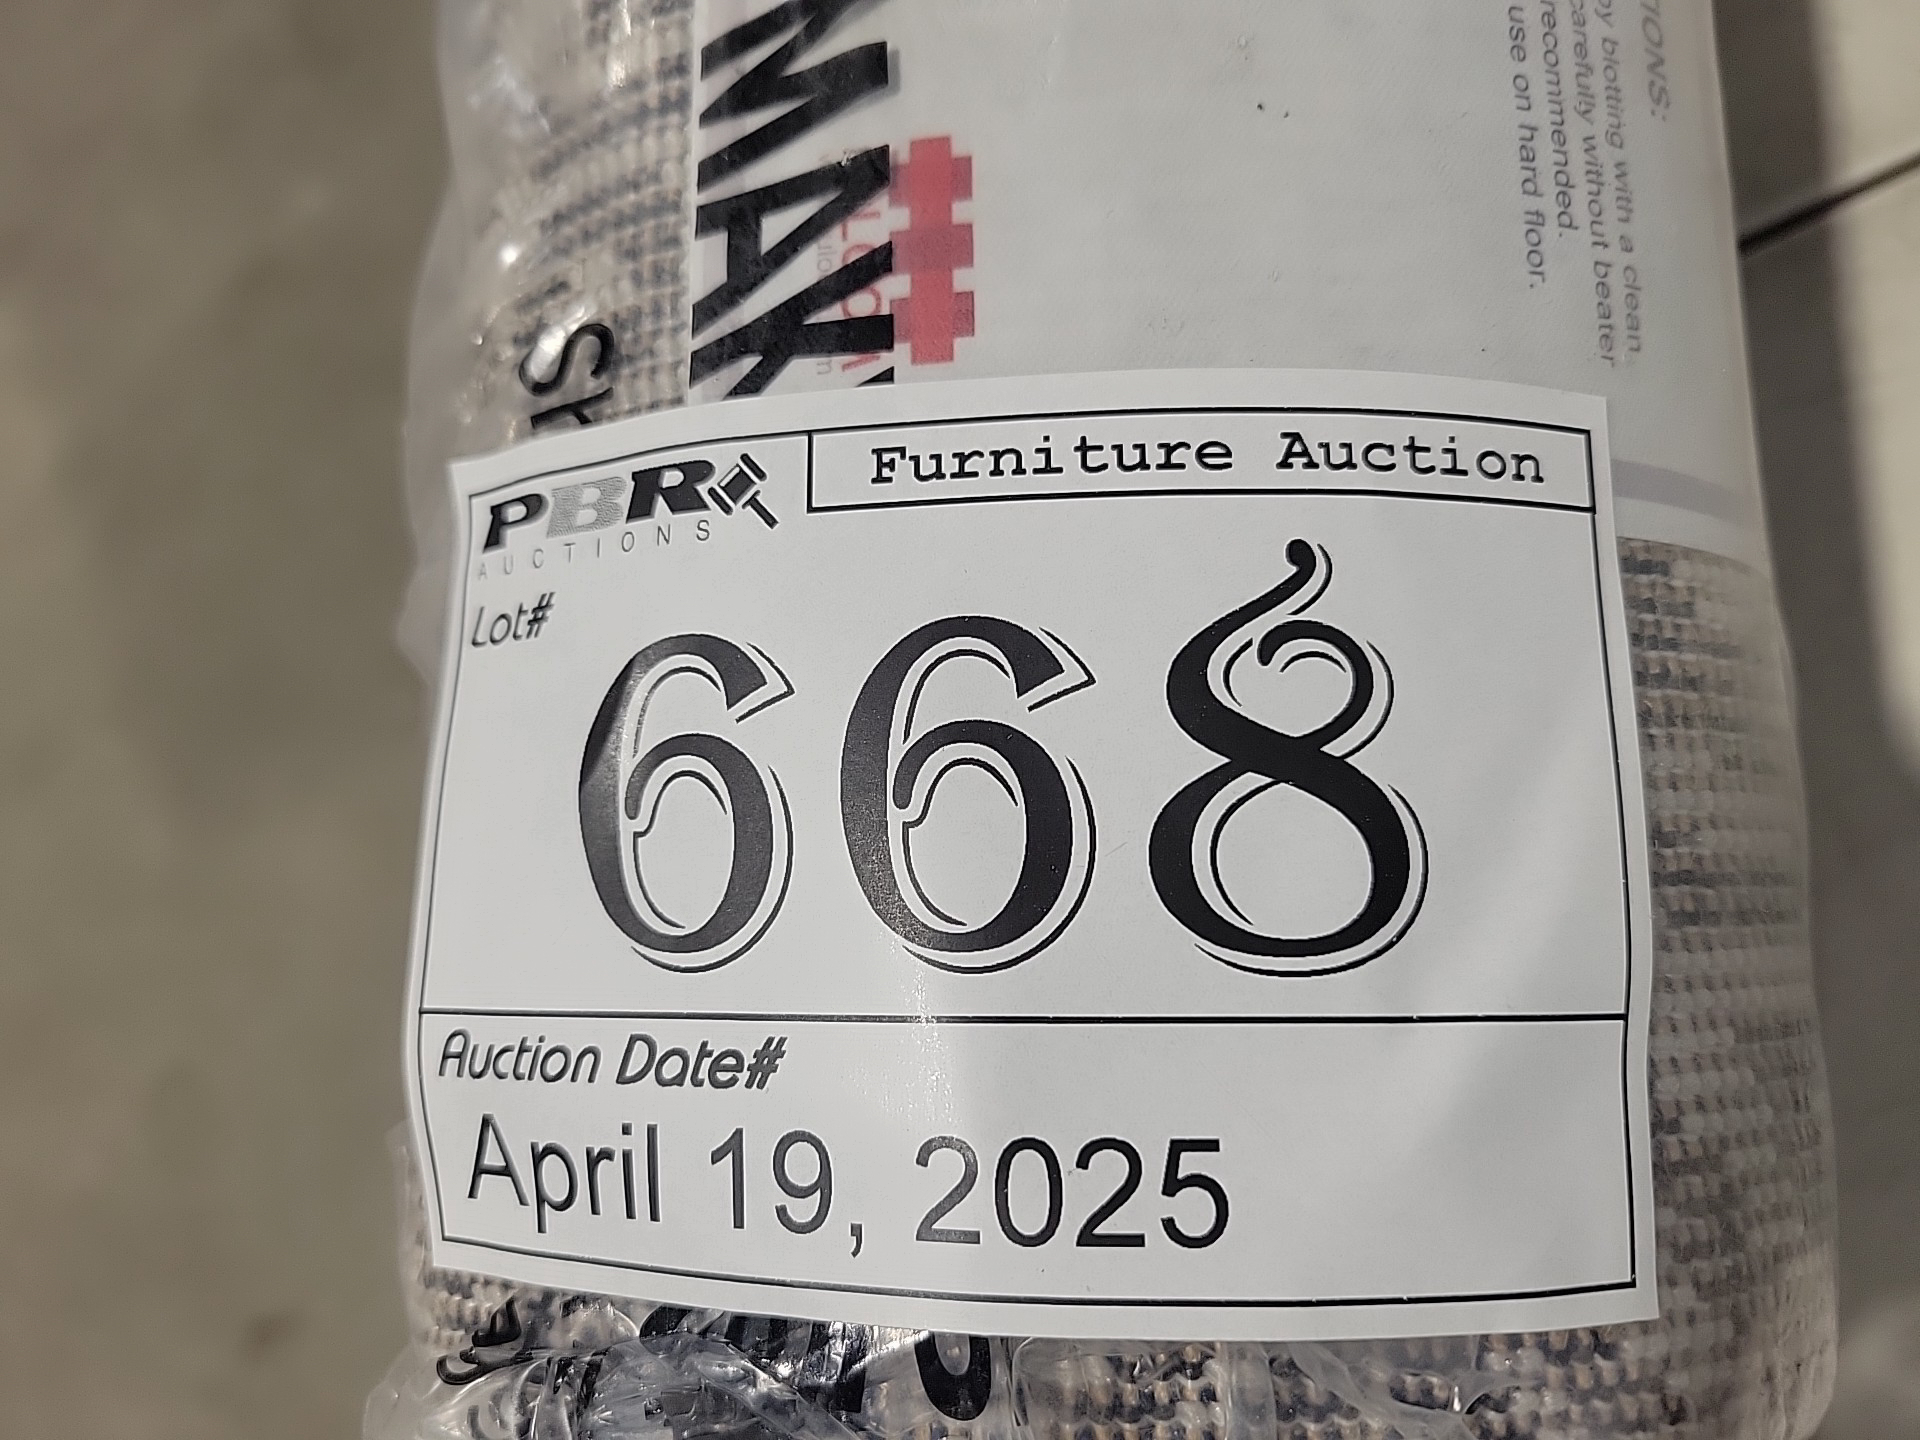 IONS:
by blotting with a clean
carefully without beater
recommended.
use on hard floor.
PBR
AUCTIONS
Furniture Auction
Lot#
668
Auction Date#
April 19, 2025